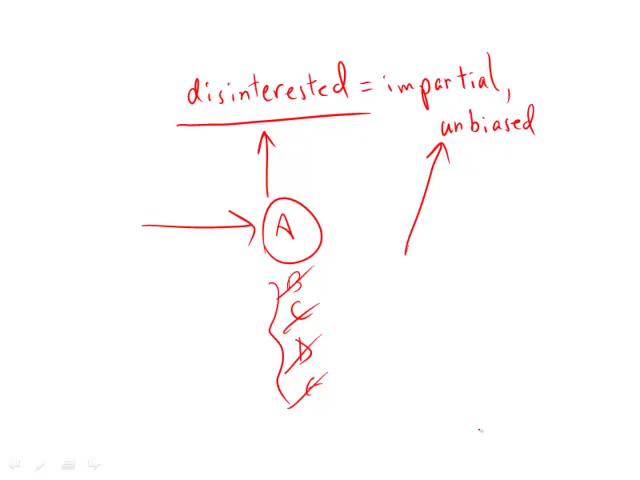 disinterested = impartial,
unbiased
A
B
C
D